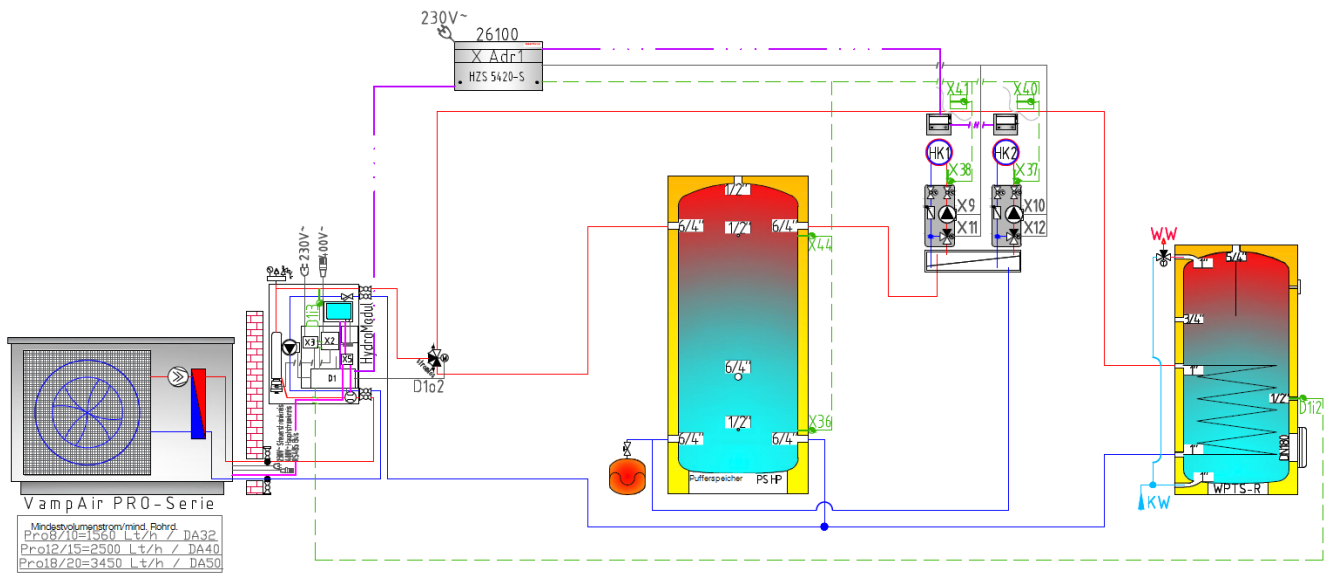 230V~
26100
X Adr1
HZS 5420-S
X41
X40
HK1
HK2
X38
X37
X9
X10
X11
X12
1/2"
6/4"
1/2"
6/4"
X44
6/4"
1/2"
X36
6/4"
6/4"
Pufferspeicher
PSHP
WW
5/4"
1"
3/4"
1"
1/2"
D1i2
DN180
1"
1"
WPTS-R
KW
230V~
400V~
D1i3
X3
X2
X5
D1
HydroModul
stromlos
D1o2
VampAir PRO-Serie
Mindestvolumenstrom/mind. Rohrd.
Pro8/10=1560 Lt/h / DA32
Pro12/15=2500 Lt/h / DA40
Pro18/20=3450 Lt/h / DA50